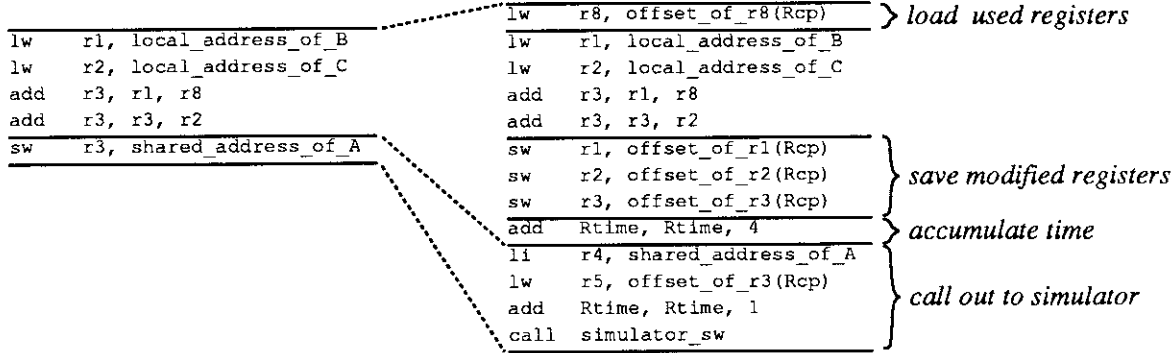 lw r1, local_address_of_B
lw r2, local_address_of_C
add r3, r1, r8
add r3, r3, r2
sw r3, shared_address_of_A
lw r8, offset_of_r8(Rcp)
load used registers
lw r1, local_address_of_B
lw r2, local_address_of_C
add r3, r1, r8
add r3, r3, r2
sw r1, offset_of_r1(Rcp)
sw r2, offset_of_r2(Rcp)
sw r3, offset_of_r3(Rcp)
save modified registers
add Rtime, Rtime, 4
accumulate time
li r4, shared_address_of_A
lw r5, offset_of_r3(Rcp)
add Rtime, Rtime, 1
call simulator_sw
call out to simulator